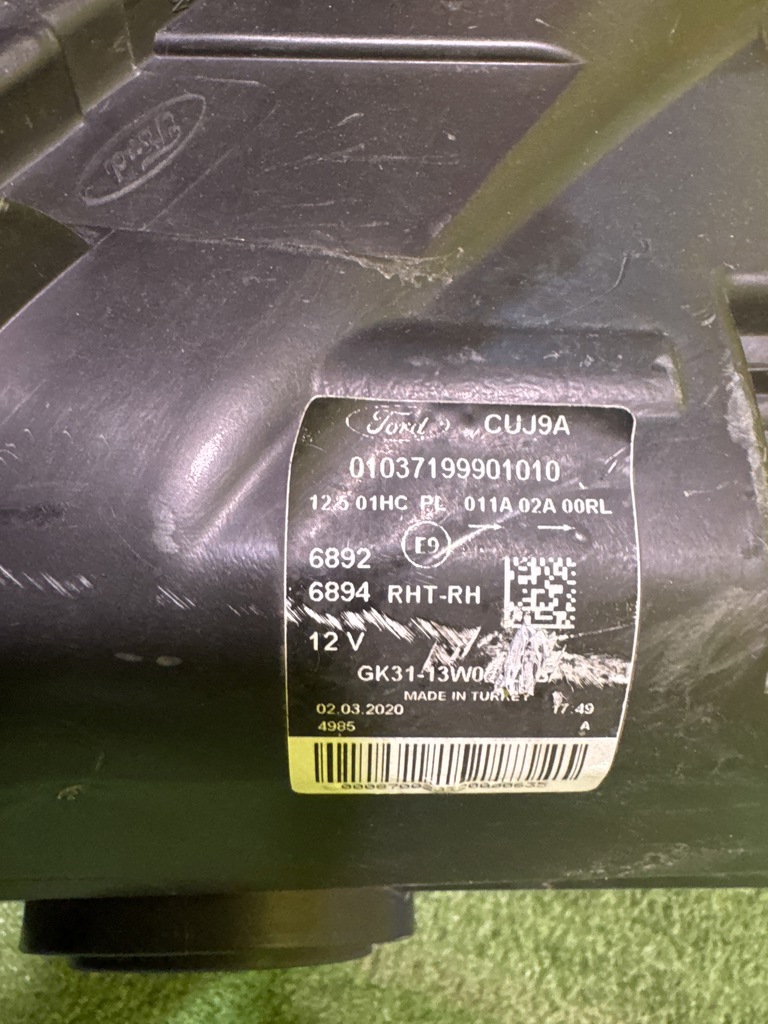 Ford
Ford CUJ9A
01037199901010
12.5 01HC PL 011A 02A 00RL
E9
6892
6894 RHT-RH
12 V
MADE IN TURKEY
02.03.2020 17.49
4985 A